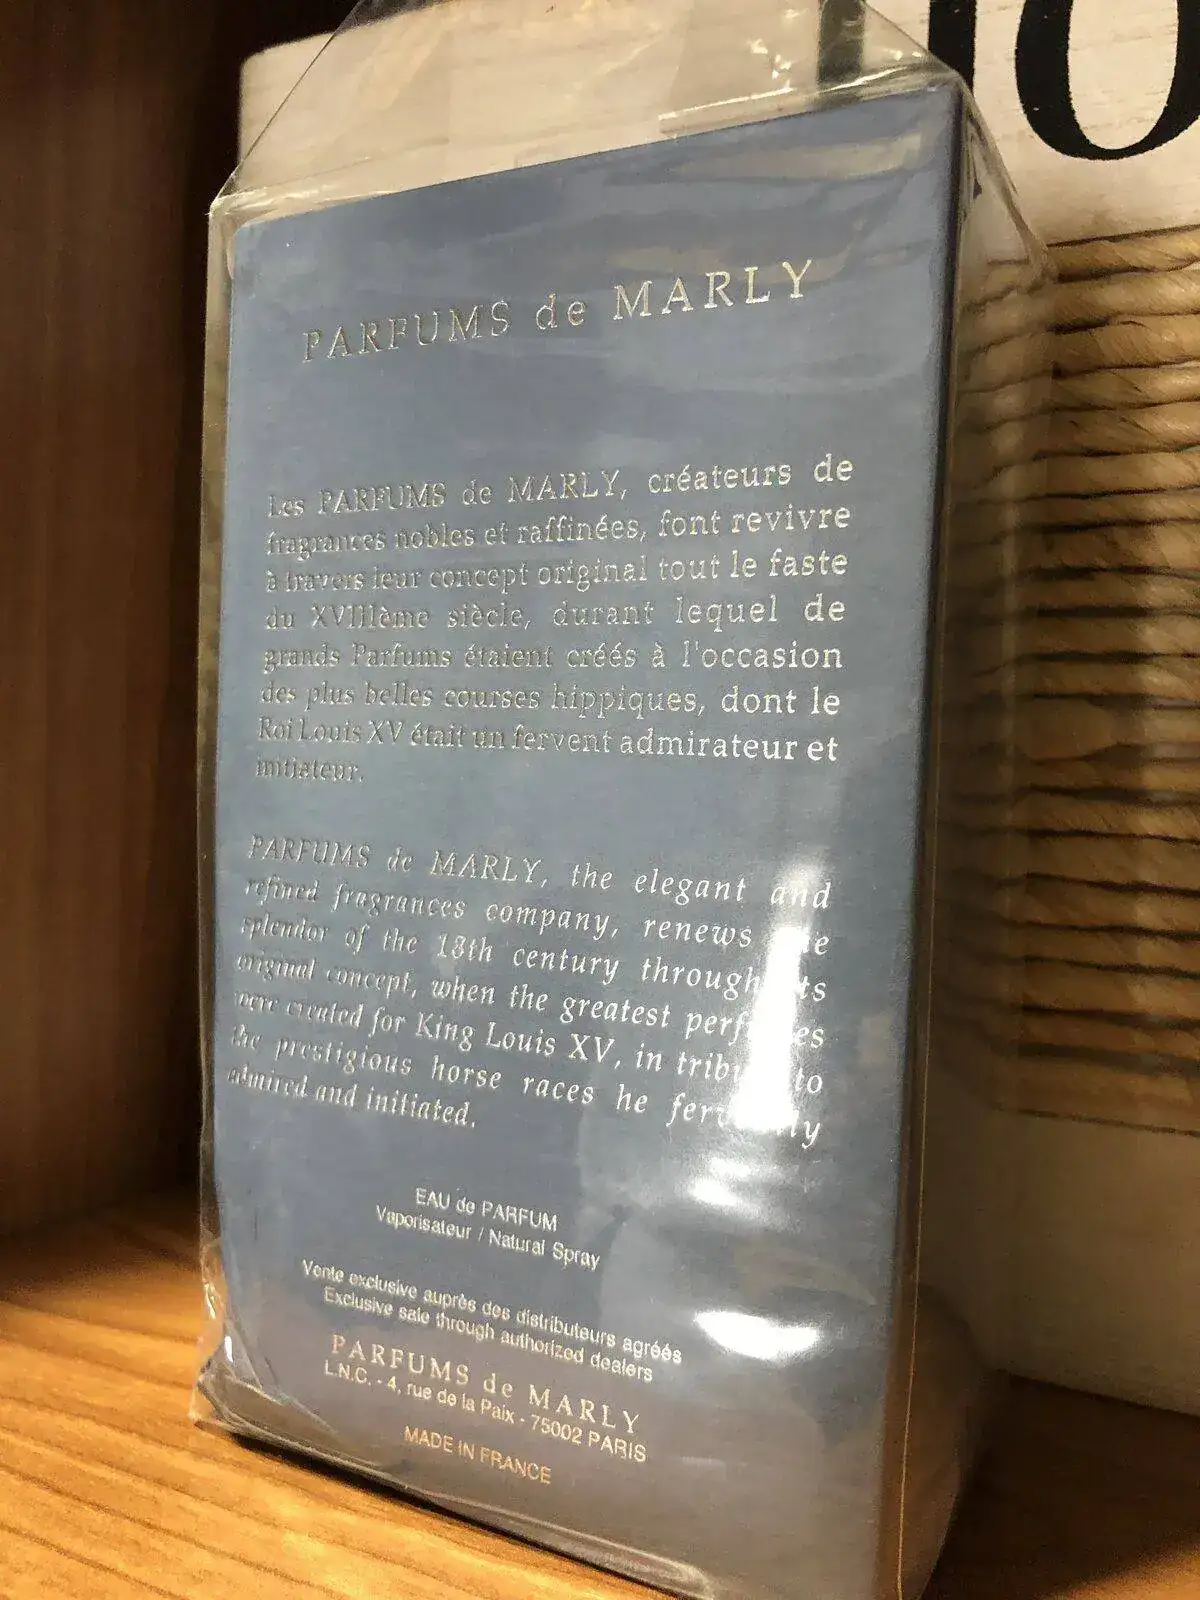 IO
PARFUMS de MARLY
Les PARFUMS de MARLY, créateurs de
fragrances nobles et raffinées, font revivre
à travers leur concept original tout le faste
du XVIIIème siècle, durant lequel de
grands Parfums étaient créés à l'occasion
des plus belles courses hippiques, dont le
Roi Louis XV était un fervent admirateur et
initiateur.
PARFUMS de MARLY, the elegant and
refined fragrances company, renews
splendor of the 18th century through
original concept, when the greatest
were created for King Louis XV, in to
the prestigious horse races he
admired and initiated.
EAU de PARFUM
Vaporisateur / Natural Spray
Vente exclusive auprès des distributeurs agréés
Exclusive sale through authorized dealers
PARFUMS de MARLY
L.N.C. - 4, rue de la Paix - 75002 PARIS
MADE IN FRANCE